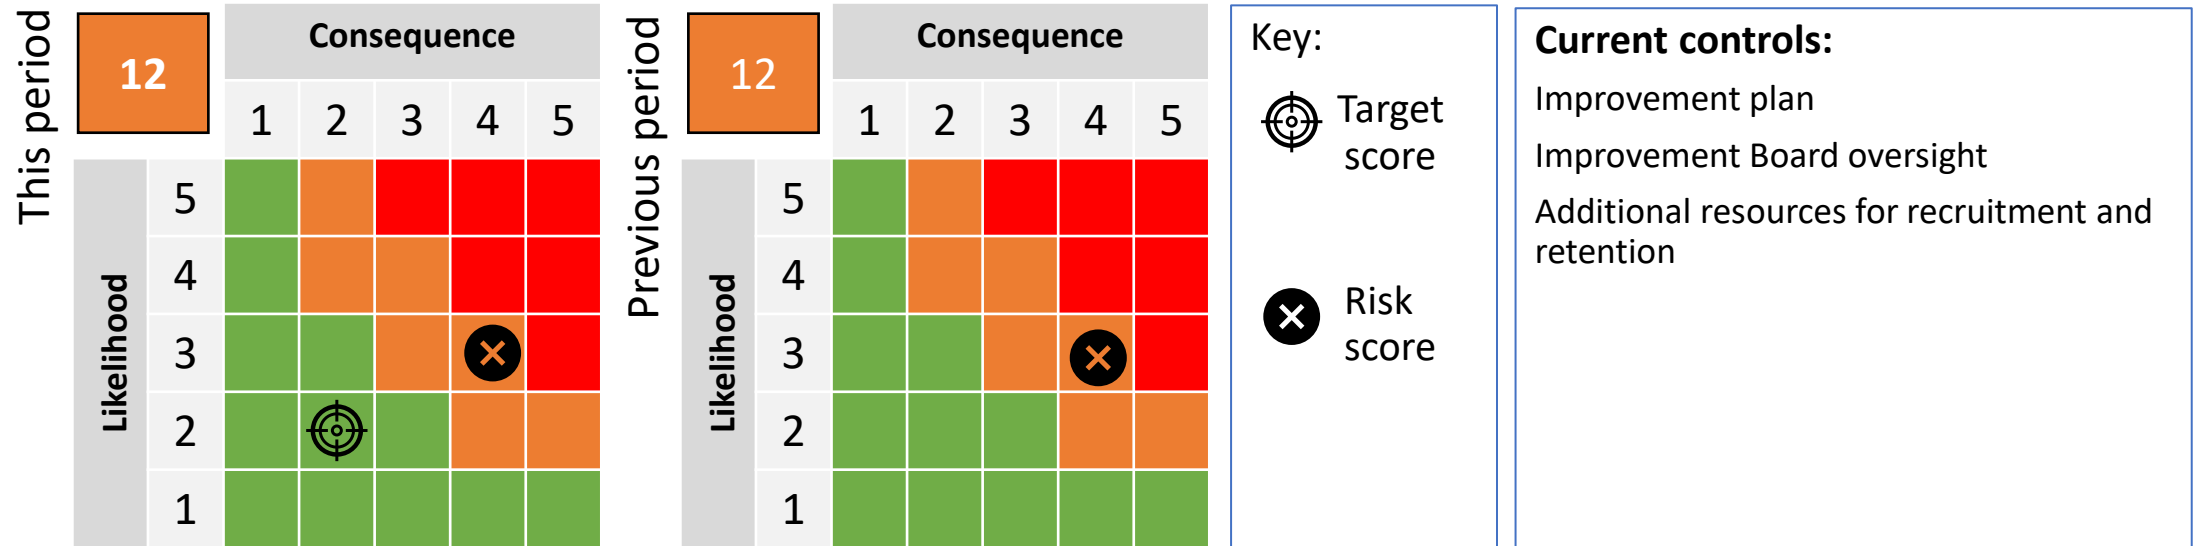 This period
12
Consequence
1 2 3 4 5
Likelihood
5
4
3
2
1
Previous period
12
Consequence
1 2 3 4 5
Likelihood
5
4
3
2
1
Key:
Target
score
Risk
score
Current controls:
Improvement plan
Improvement Board oversight
Additional resources for recruitment and
retention